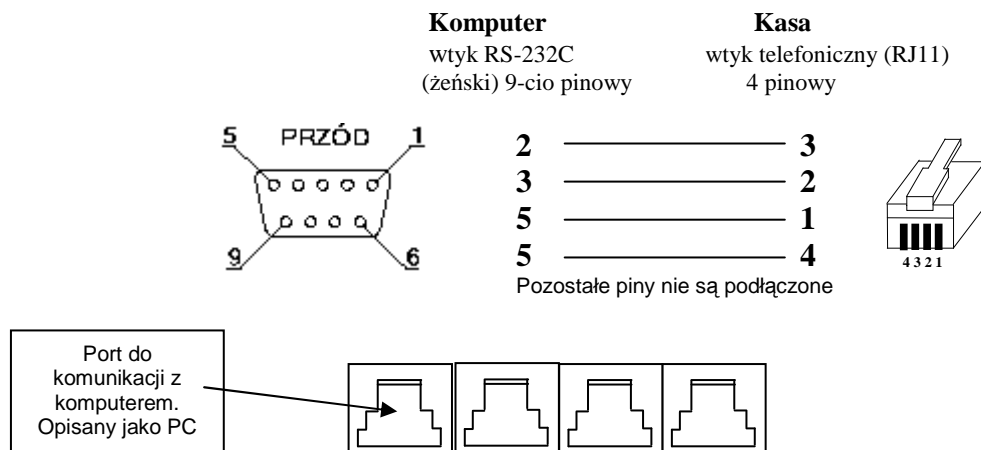 Komputer
Kasa
wtyk RS-232C
wtyk telefoniczny (RJ11)
(żeński) 9-cio pinowy
4 pinowy
5 PRZÓD 1
9 6
2 3
3 2
5 1
5 4
Pozostałe piny nie są podłączone
4 3 2 1
Port do
komunikacji z
komputerem.
Opisany jako PC